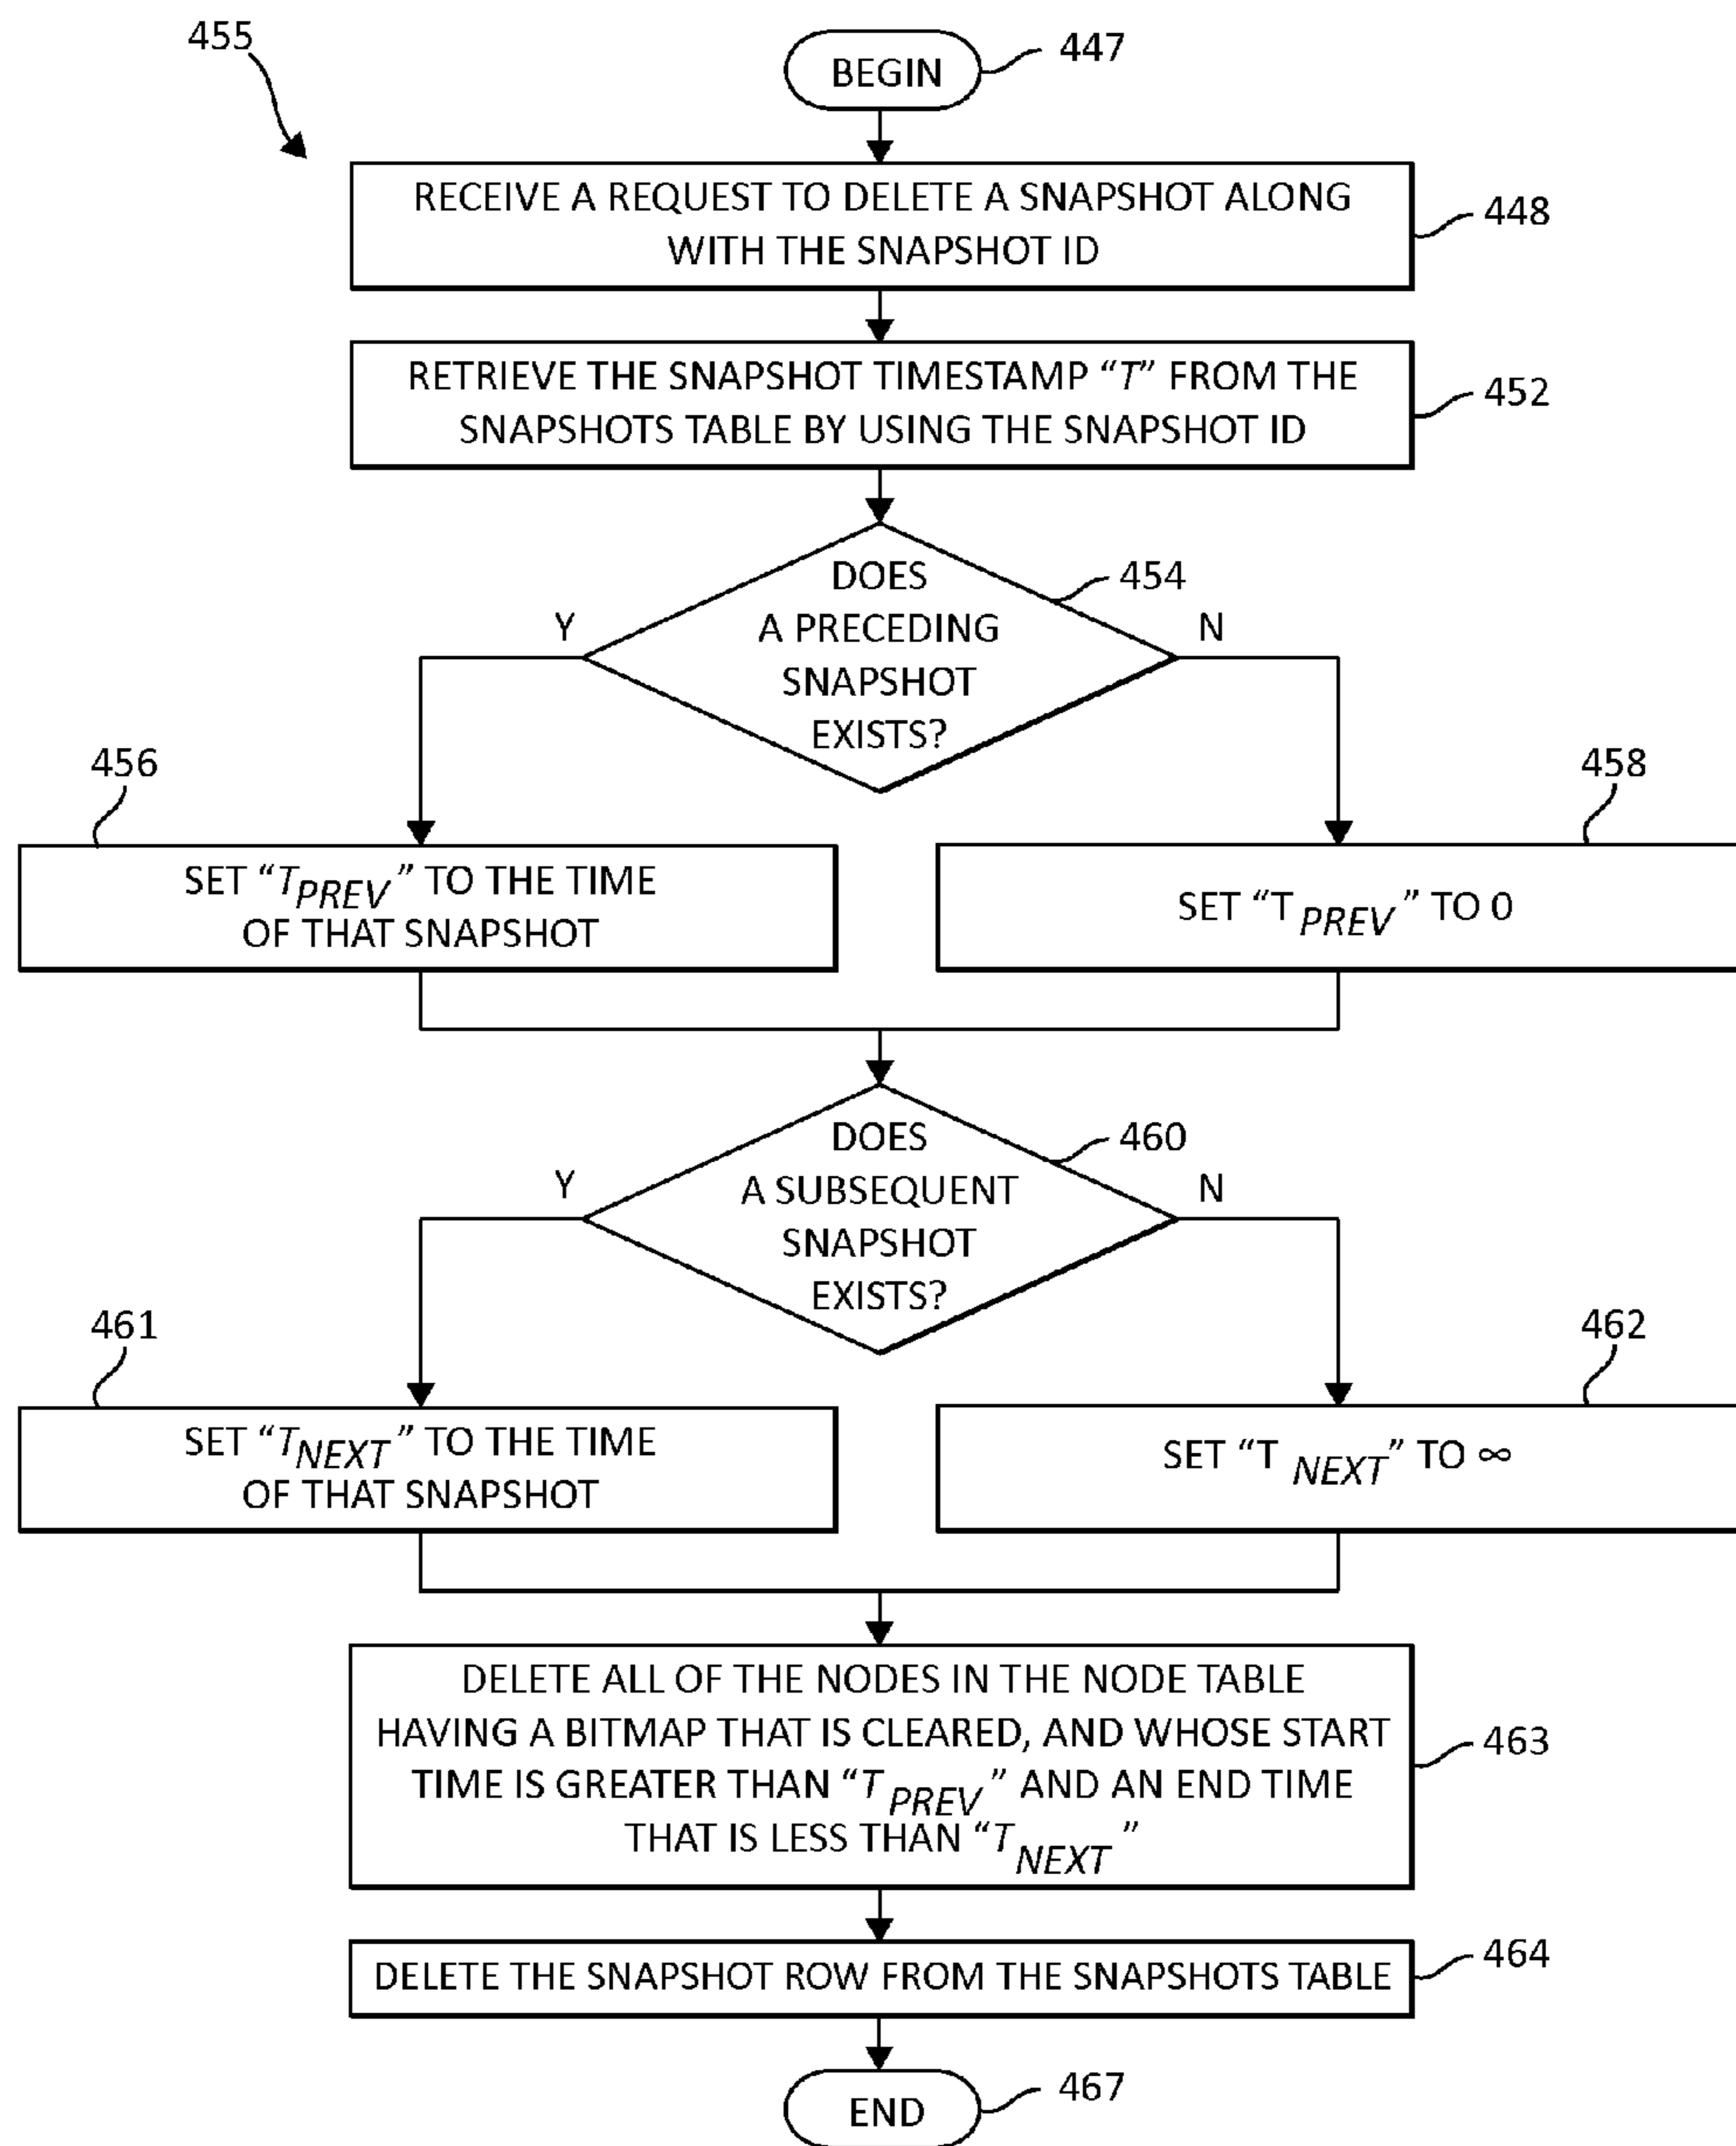 455
BEGIN
447
RECEIVE A REQUEST TO DELETE A SNAPSHOT ALONG
WITH THE SNAPSHOT ID
448
RETRIEVE THE SNAPSHOT TIMESTAMP “T” FROM THE
SNAPSHOTS TABLE BY USING THE SNAPSHOT ID
452
DOES
A PRECEDING
SNAPSHOT
EXISTS?
454
Y
N
456
SET “T PREV” TO THE TIME
OF THAT SNAPSHOT
458
SET “T PREV” TO 0
DOES
A SUBSEQUENT
SNAPSHOT
EXISTS?
460
Y
N
461
SET “T NEXT” TO THE TIME
OF THAT SNAPSHOT
462
SET “T NEXT” TO ∞
DELETE ALL OF THE NODES IN THE NODE TABLE
HAVING A BITMAP THAT IS CLEARED, AND WHOSE START
TIME IS GREATER THAN “T PREV” AND AN END TIME
THAT IS LESS THAN “T NEXT”
463
DELETE THE SNAPSHOT ROW FROM THE SNAPSHOTS TABLE
464
END
467